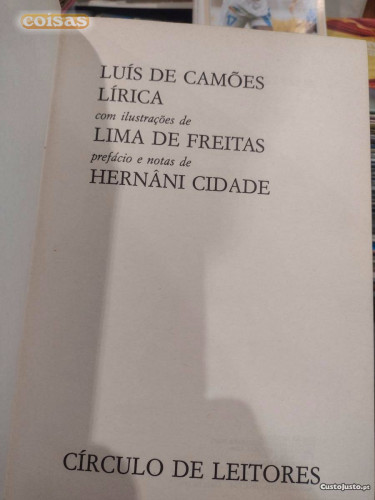 coisas
LUÍS DE CAMÕES
LÍRICA
com ilustrações de
LIMA DE FREITAS
prefácio e notas de
HERNÂNI CIDADE
CÍRCULO DE LEITORES
CustoJusto.pt